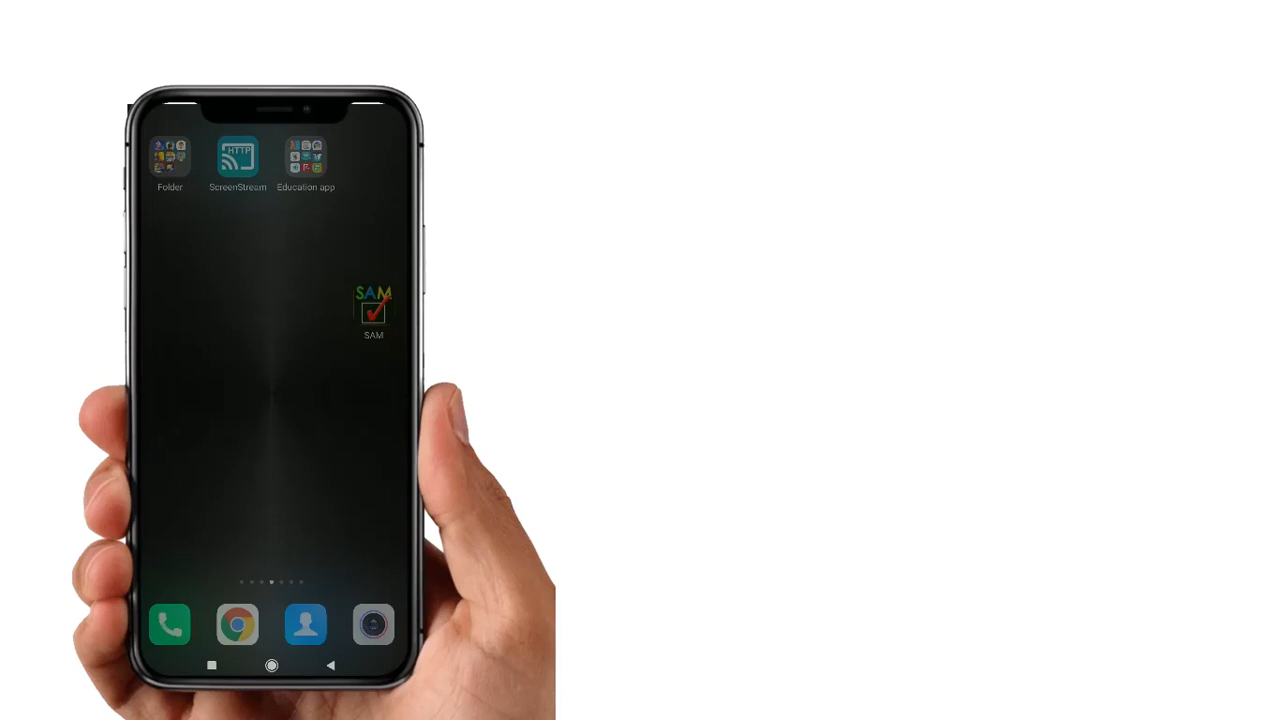 HTTP
Folder
ScreenStream
Education app
SAM
SAM